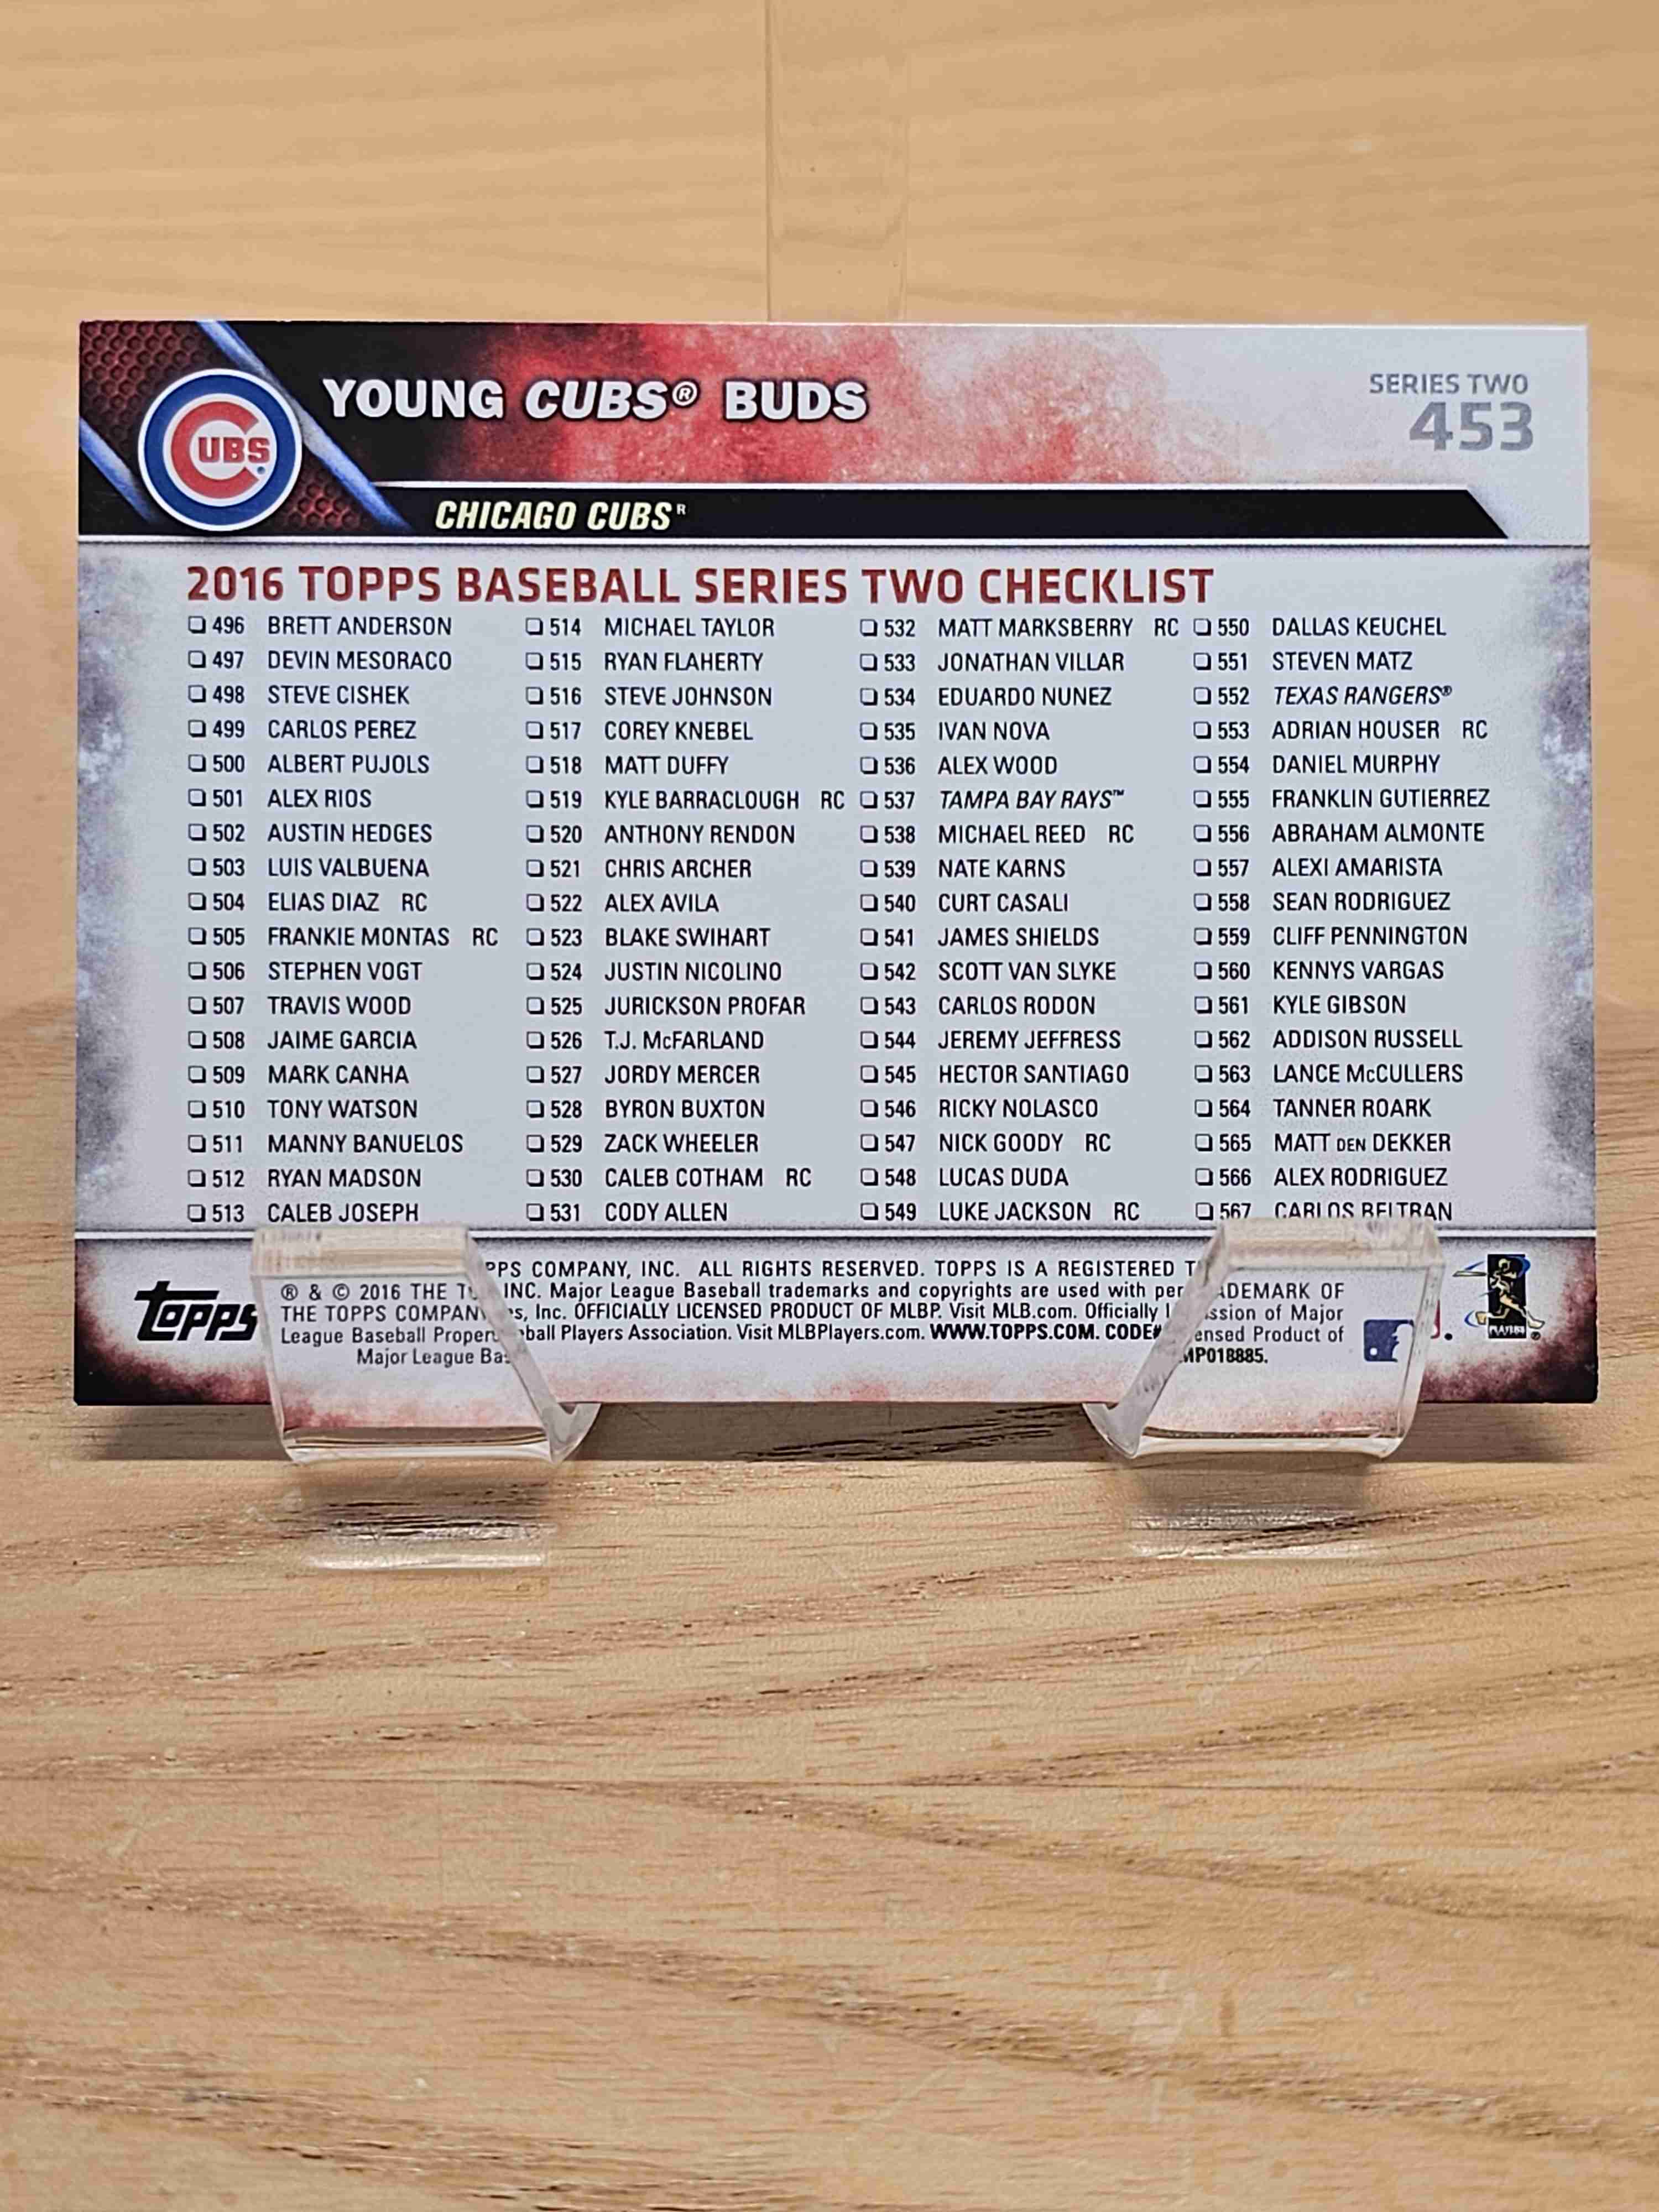 YOUNG CUBS® BUDS
SERIES TWO
453
CUBS
CHICAGO CUBS®
2016 TOPPS BASEBALL SERIES TWO CHECKLIST
496 BRETT ANDERSON
497 DEVIN MESORACO
498 STEVE CISHEK
499 CARLOS PEREZ
500 ALBERT PUJOLS
501 ALEX RIOS
502 AUSTIN HEDGES
503 LUIS VALBUENA
504 ELIAS DIAZ RC
505 FRANKIE MONTAS RC
506 STEPHEN VOGT
507 TRAVIS WOOD
508 JAIME GARCIA
509 MARK CANHA
510 TONY WATSON
511 MANNY BANUELOS
512 RYAN MADSON
513 CALEB JOSEPH
514 MICHAEL TAYLOR
515 RYAN FLAHERTY
516 STEVE JOHNSON
517 COREY KNEBEL
518 MATT DUFFY
519 KYLE BARRACLOUGH RC
520 ANTHONY RENDON
521 CHRIS ARCHER
522 ALEX AVILA
523 BLAKE SWIHART
524 JUSTIN NICOLINO
525 JURICKSON PROFAR
526 T.J. McFARLAND
527 JORDY MERCER
528 BYRON BUXTON
529 ZACK WHEELER
530 CALEB COTHAM RC
531 CODY ALLEN
532 MATT MARKSBERRY RC
533 JONATHAN VILLAR
534 EDUARDO NUNEZ
535 IVAN NOVA
536 ALEX WOOD
537 TAMPA BAY RAYS™
538 MICHAEL REED RC
539 NATE KARNS
540 CURT CASALI
541 JAMES SHIELDS
542 SCOTT VAN SLYKE
543 CARLOS RODON
544 JEREMY JEFFRESS
545 HECTOR SANTIAGO
546 RICKY NOLASCO
547 NICK GOODY RC
548 LUCAS DUDA
549 LUKE JACKSON RC
550 DALLAS KEUCHEL
551 STEVEN MATZ
552 TEXAS RANGERS®
553 ADRIAN HOUSER RC
554 DANIEL MURPHY
555 FRANKLIN GUTIERREZ
556 ABRAHAM ALMONTE
557 ALEXI AMARISTA
558 SEAN RODRIGUEZ
559 CLIFF PENNINGTON
560 KENNYS VARGAS
561 KYLE GIBSON
562 ADDISON RUSSELL
563 LANCE McCULLERS
564 TANNER ROARK
565 MATT DEN DEKKER
566 ALEX RODRIGUEZ
567 CARLOS BELTRAN
topps
® & © 2016 THE COMPANY, INC. ALL RIGHTS RESERVED. TOPPS IS A REGISTERED TRADEMARK OF
THE TOPPS COMPANY, INC. Major League Baseball trademarks and copyrights are used with permission of Major
League Baseball Properties, Inc. OFFICIALLY LICENSED PRODUCT OF MLBP. Visit MLB.com. Officially Licensed Product of
Major League Baseball Players Association. Visit MLBPlayers.com. WWW.TOPPS.COM. CODE# CMP018885.
PLAYERS